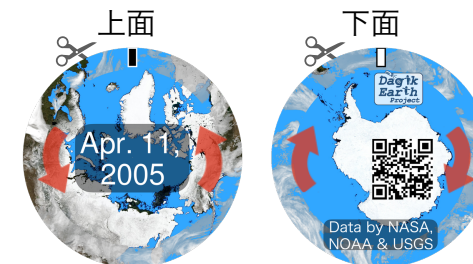 上面
下面
Apr. 11,
2005
Dagik
Earth
Project
Data by NASA,
NOAA & USGS